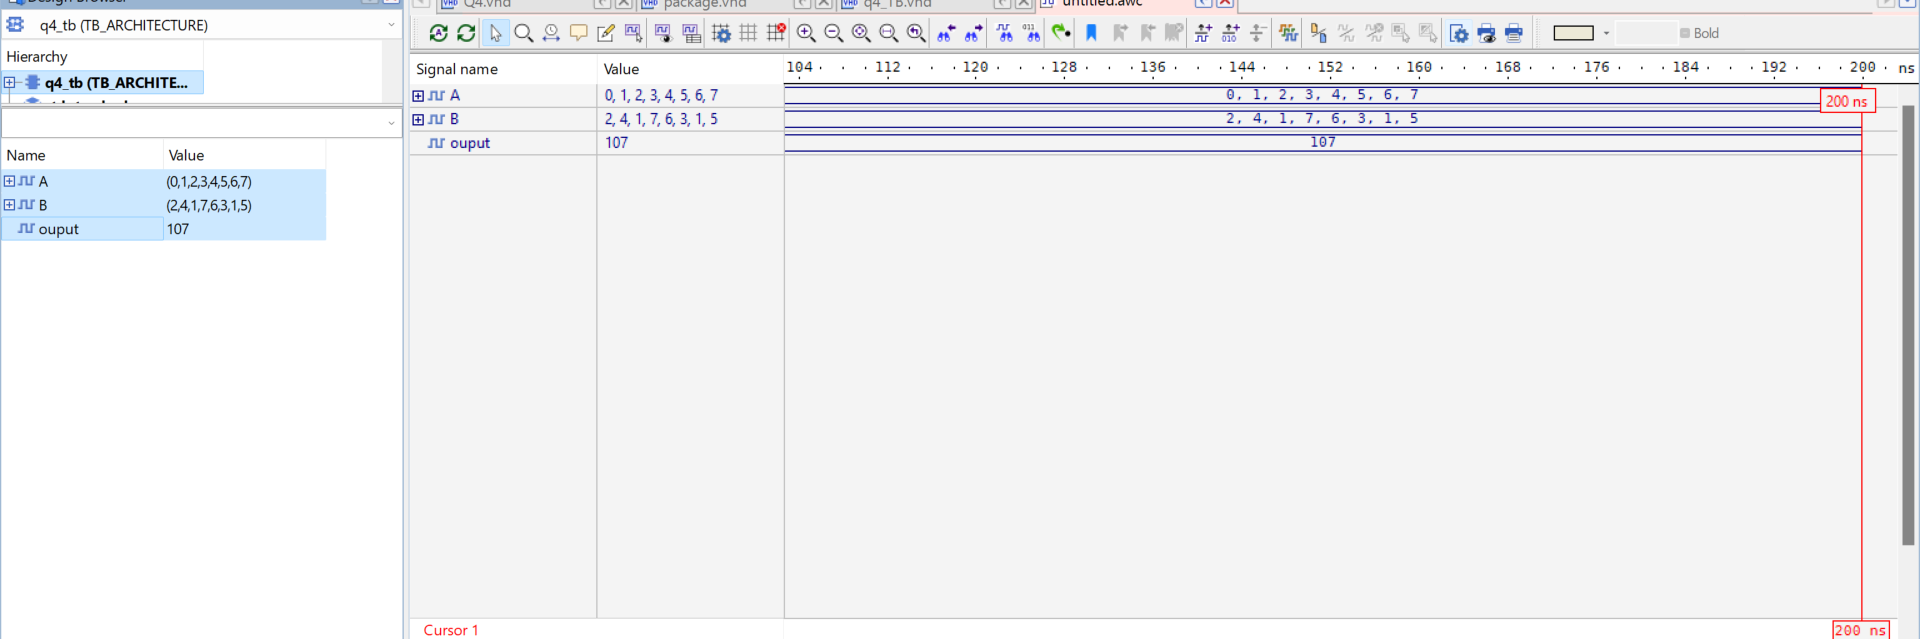 Design Browser
Q4.vhd
package.vhd
q4_TB.vhd
untitled.awc
q4_tb (TB_ARCHITECTURE)
Bold
Hierarchy
q4_tb (TB_ARCHITE...
Signal name Value 104 112 120 128 136 144 152 160 168 176 184 192 200 ns
A 0, 1, 2, 3, 4, 5, 6, 7 0, 1, 2, 3, 4, 5, 6, 7
200 ns
B 2, 4, 1, 7, 6, 3, 1, 5 2, 4, 1, 7, 6, 3, 1, 5
ouput 107 107
Name Value
A (0,1,2,3,4,5,6,7)
B (2,4,1,7,6,3,1,5)
ouput 107
Cursor 1 200 ns